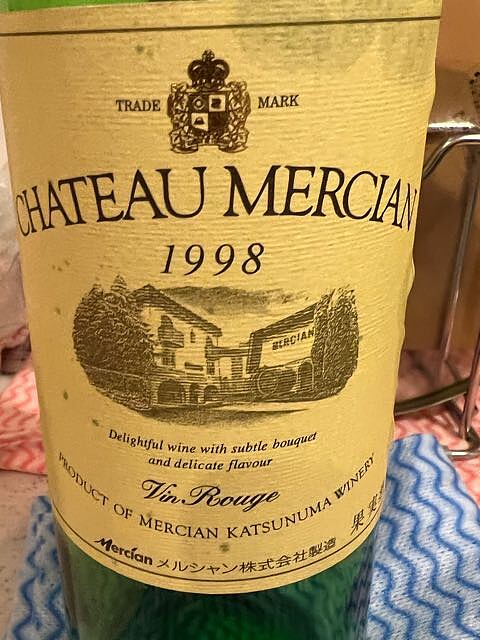 TRADE MARK
CHATEAU MERCIAN
1998
MERCIAN
Delightful wine with subtle bouquet
and delicate flavour
Vin Rouge
PRODUCT OF MERCIAN KATSUNUMA WINERY
果実
Mercian メルシャン株式会社製酒